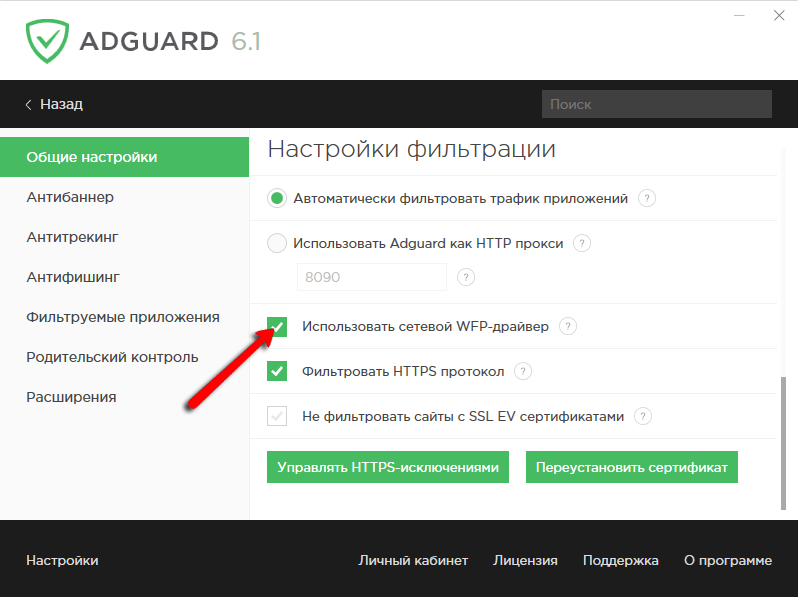 ADGUARD 6.1
Назад
Поиск
Общие настройки
Антибаннер
Антитрекинг
Антифишинг
Фильтруемые приложения
Родительский контроль
Расширения
Настройки фильтрации
Автоматически фильтровать трафик приложений ?
Использовать Adguard как HTTP прокси ?
8090 ?
Использовать сетевой WFP-драйвер ?
Фильтровать HTTPS протокол ?
Не фильтровать сайты с SSL EV сертификатами ?
Управлять HTTPS-исключениями
Переустановить сертификат
Настройки
Личный кабинет
Лицензия
Поддержка
О программе